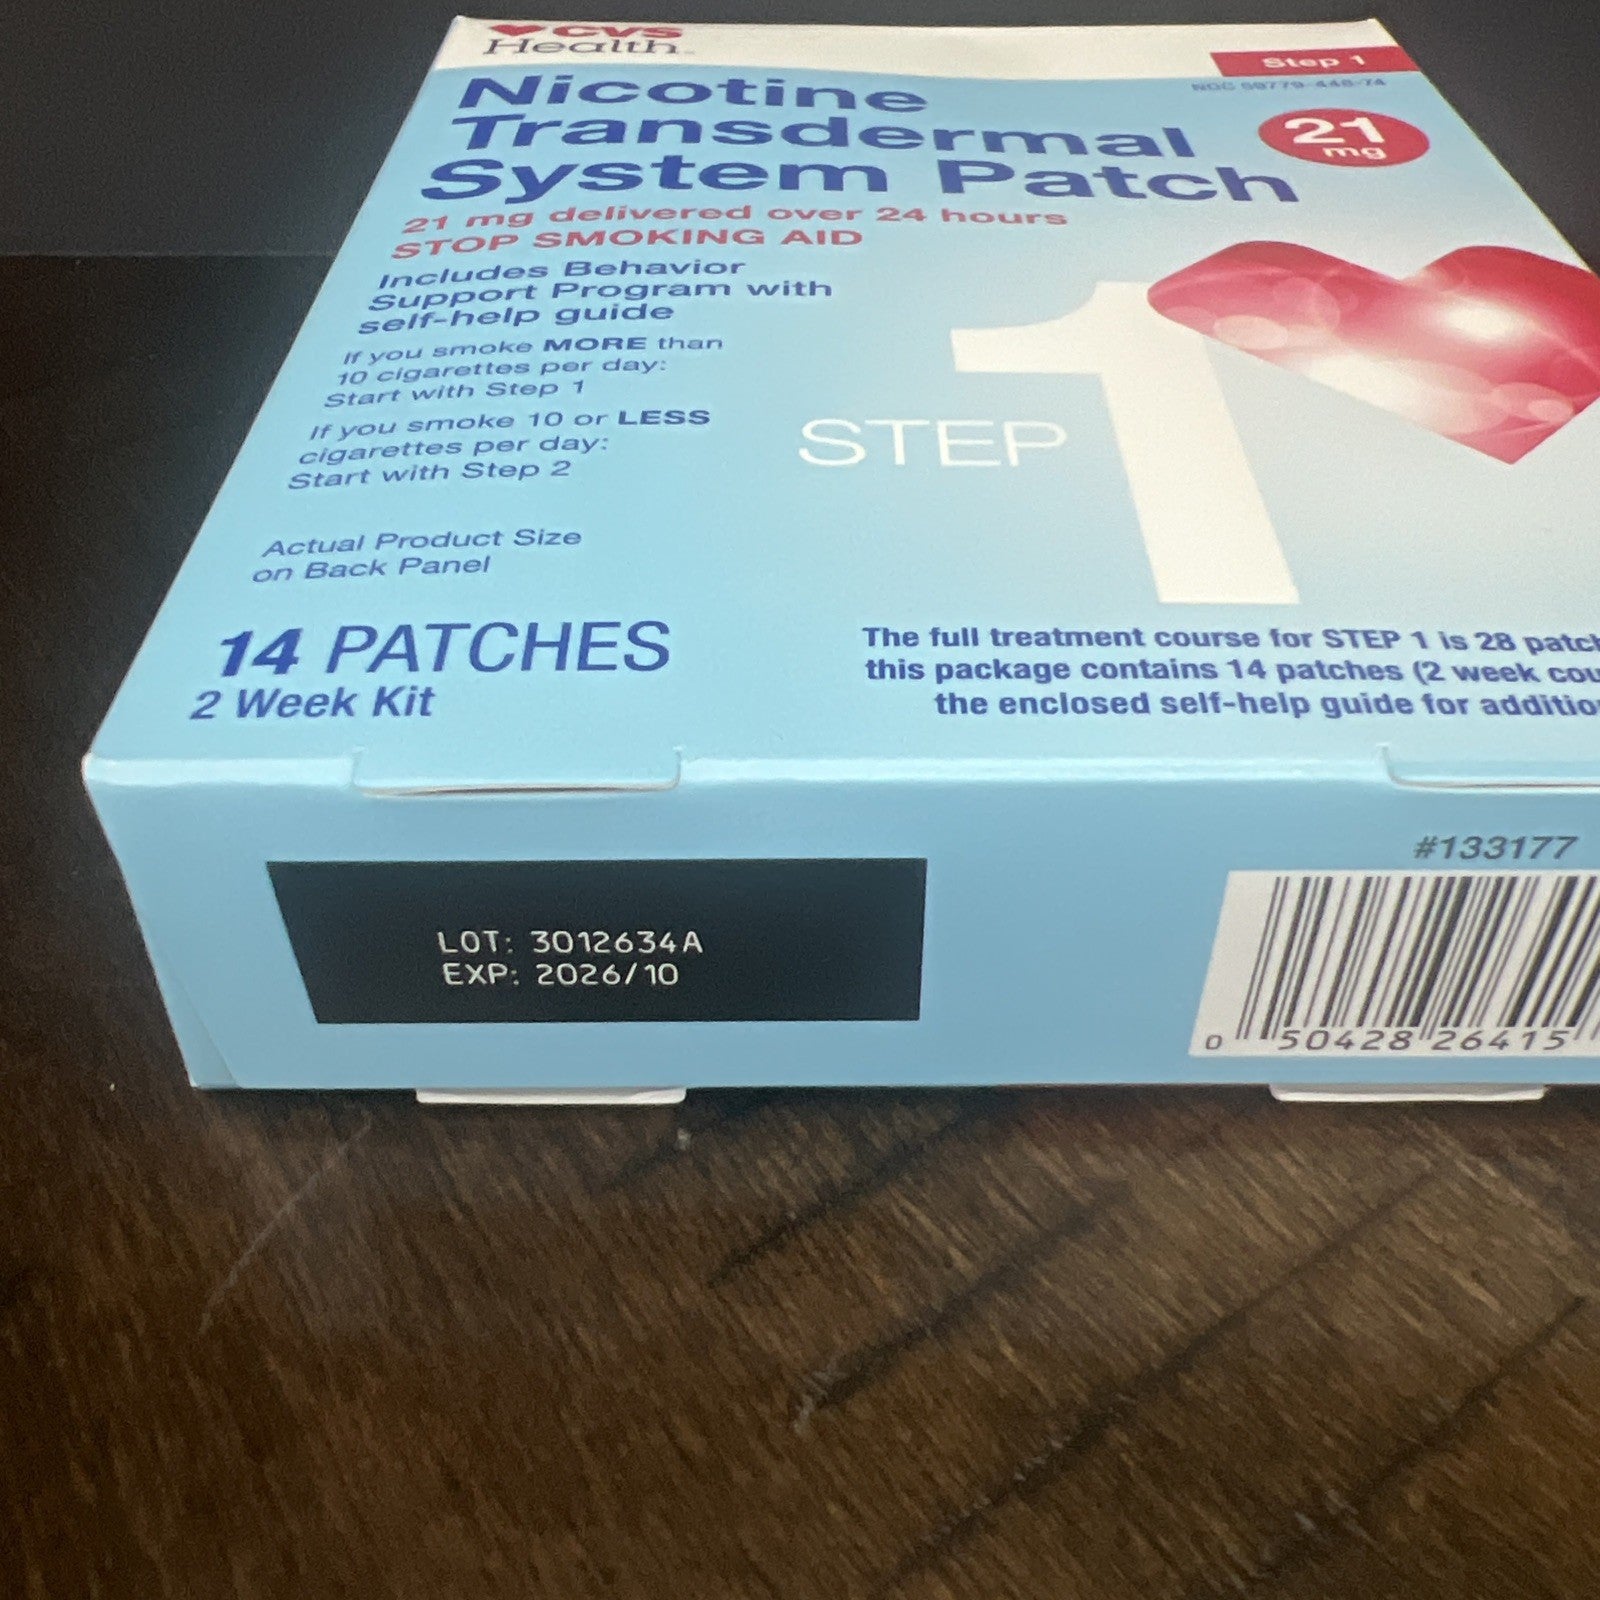 CVS
Health
Step 1
NDC 69779-448-74
Nicotine
Transdermal
System Patch
21
mg
21 mg delivered over 24 hours
STOP SMOKING AID
Includes Behavior
Support Program with
self-help guide
If you smoke MORE than
10 cigarettes per day:
Start with Step 1
If you smoke 10 or LESS
cigarettes per day:
Start with Step 2
STEP 1
Actual Product Size
on Back Panel
14 PATCHES
2 Week Kit
The full treatment course for STEP 1 is 28
this package contains 14 patches (2 week
the enclosed self-help guide for
#133177
LOT: 3012634A
EXP: 2026/10
0 50428 26415